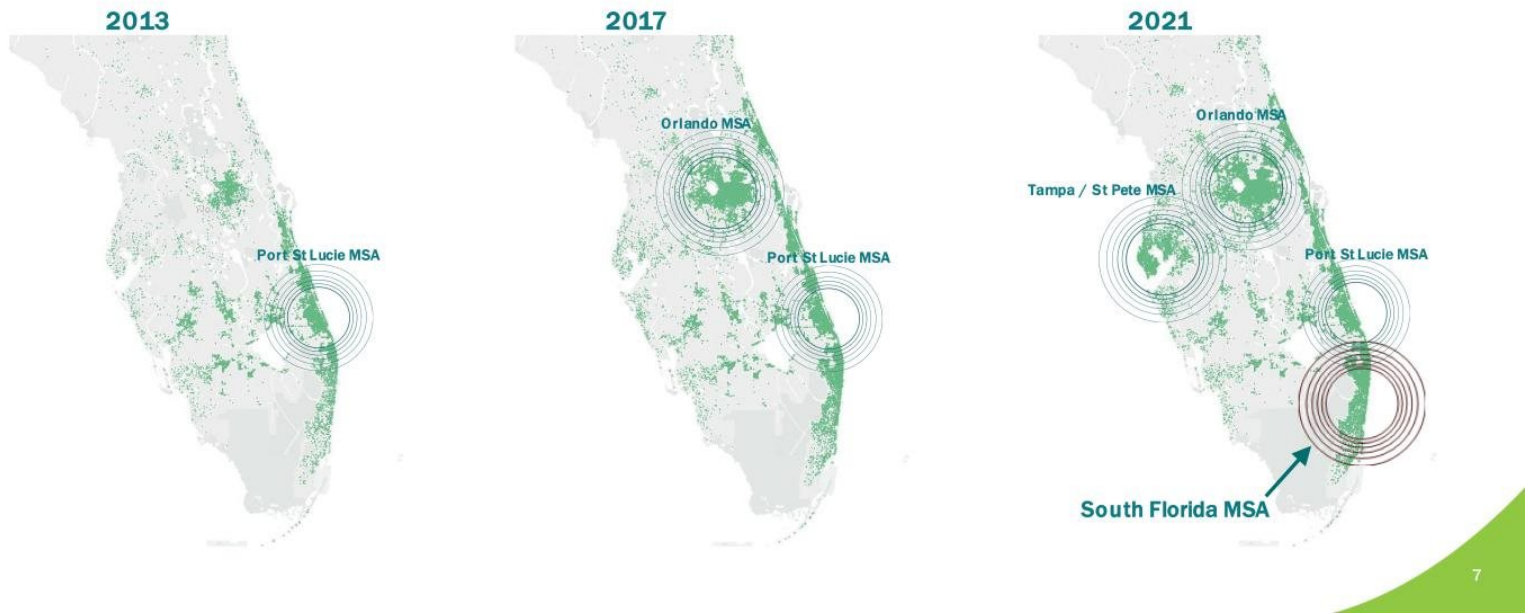 2013
2017
2021
Port St Lucie MSA
Orlando MSA
Port St Lucie MSA
Orlando MSA
Tampa / St Pete MSA
Port St Lucie MSA
South Florida MSA
7